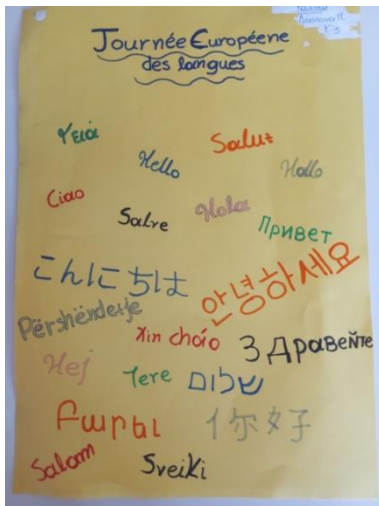 Journée Européene
des langues
Γειά
Hello
Salut
Hallo
Ciao
Salve
Hola
Привет
こんにちは
안녕하세요
Përshëndetje
Xin chào
Здравейте
Hej
Tere
שלום
Բարև
你好
Salam
Sveiki